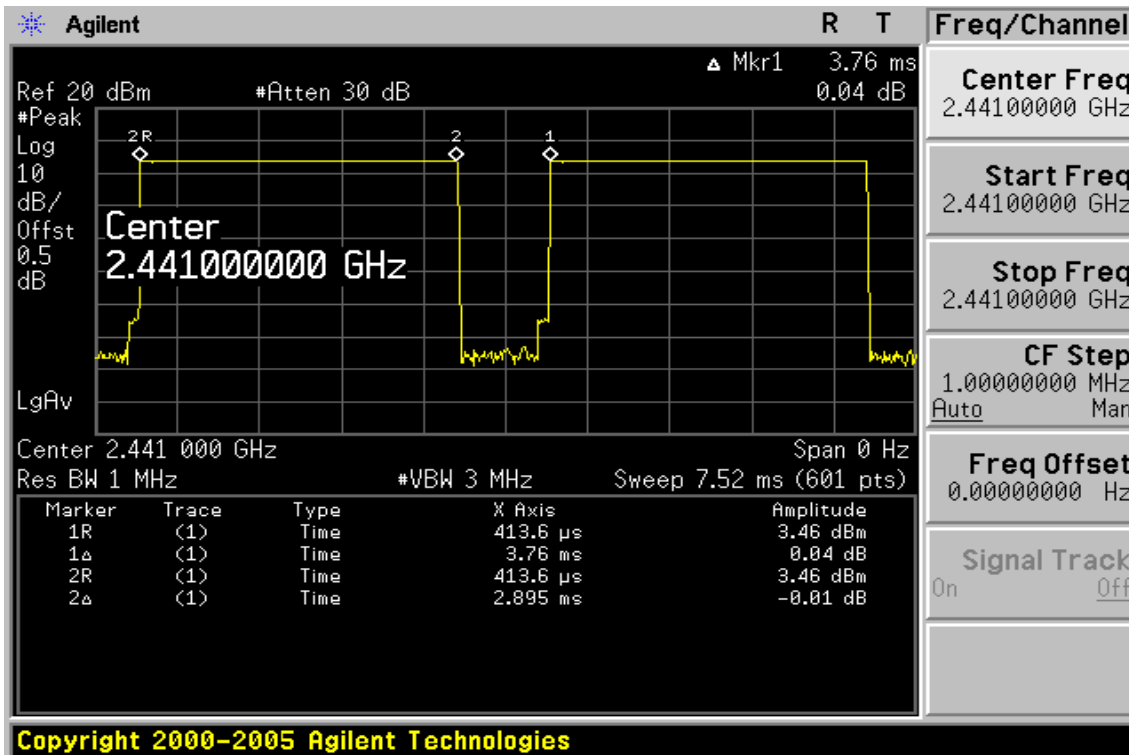 Agilent R T
Freq/Channel
Δ Mkr1 3.76 ms
Ref 20 dBm #Atten 30 dB 0.04 dB
#Peak
Log
10
dB/
Offst
0.5
dB
LgAv
2R 2 1
Center
2.441000000 GHz
Center 2.441 000 GHz Span 0 Hz
Res BW 1 MHz #VBW 3 MHz Sweep 7.52 ms (601 pts)
Marker Trace Type X Axis Amplitude
1R (1) Time 413.6 µs 3.46 dBm
1Δ (1) Time 3.76 ms 0.04 dB
2R (1) Time 413.6 µs 3.46 dBm
2Δ (1) Time 2.895 ms -0.01 dB
Center Freq
2.44100000 GHz
Start Freq
2.44100000 GHz
Stop Freq
2.44100000 GHz
CF Step
1.00000000 MHz
Auto Man
Freq Offset
0.00000000 Hz
Signal Track
On Off
Copyright 2000-2005 Agilent Technologies